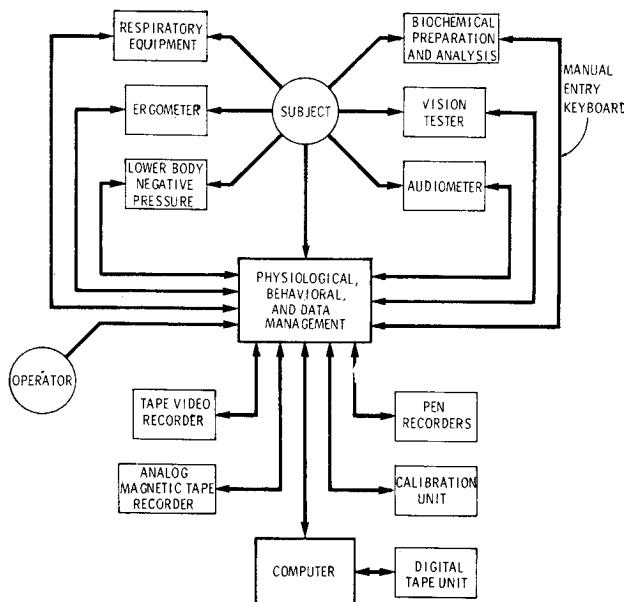 RESPIRATORY
EQUIPMENT
BIOCHEMICAL
PREPARATION
AND ANALYSIS
MANUAL
ENTRY
KEYBOARD
ERGOMETER
SUBJECT
VISION
TESTER
LOWER BODY
NEGATIVE
PRESSURE
AUDIOMETER
PHYSIOLOGICAL,
BEHAVIORAL,
AND DATA
MANAGEMENT
OPERATOR
TAPE VIDEO
RECORDER
PEN
RECORDERS
ANALOG
MAGNETIC TAPE
RECORDER
CALIBRATION
UNIT
COMPUTER
DIGITAL
TAPE UNIT